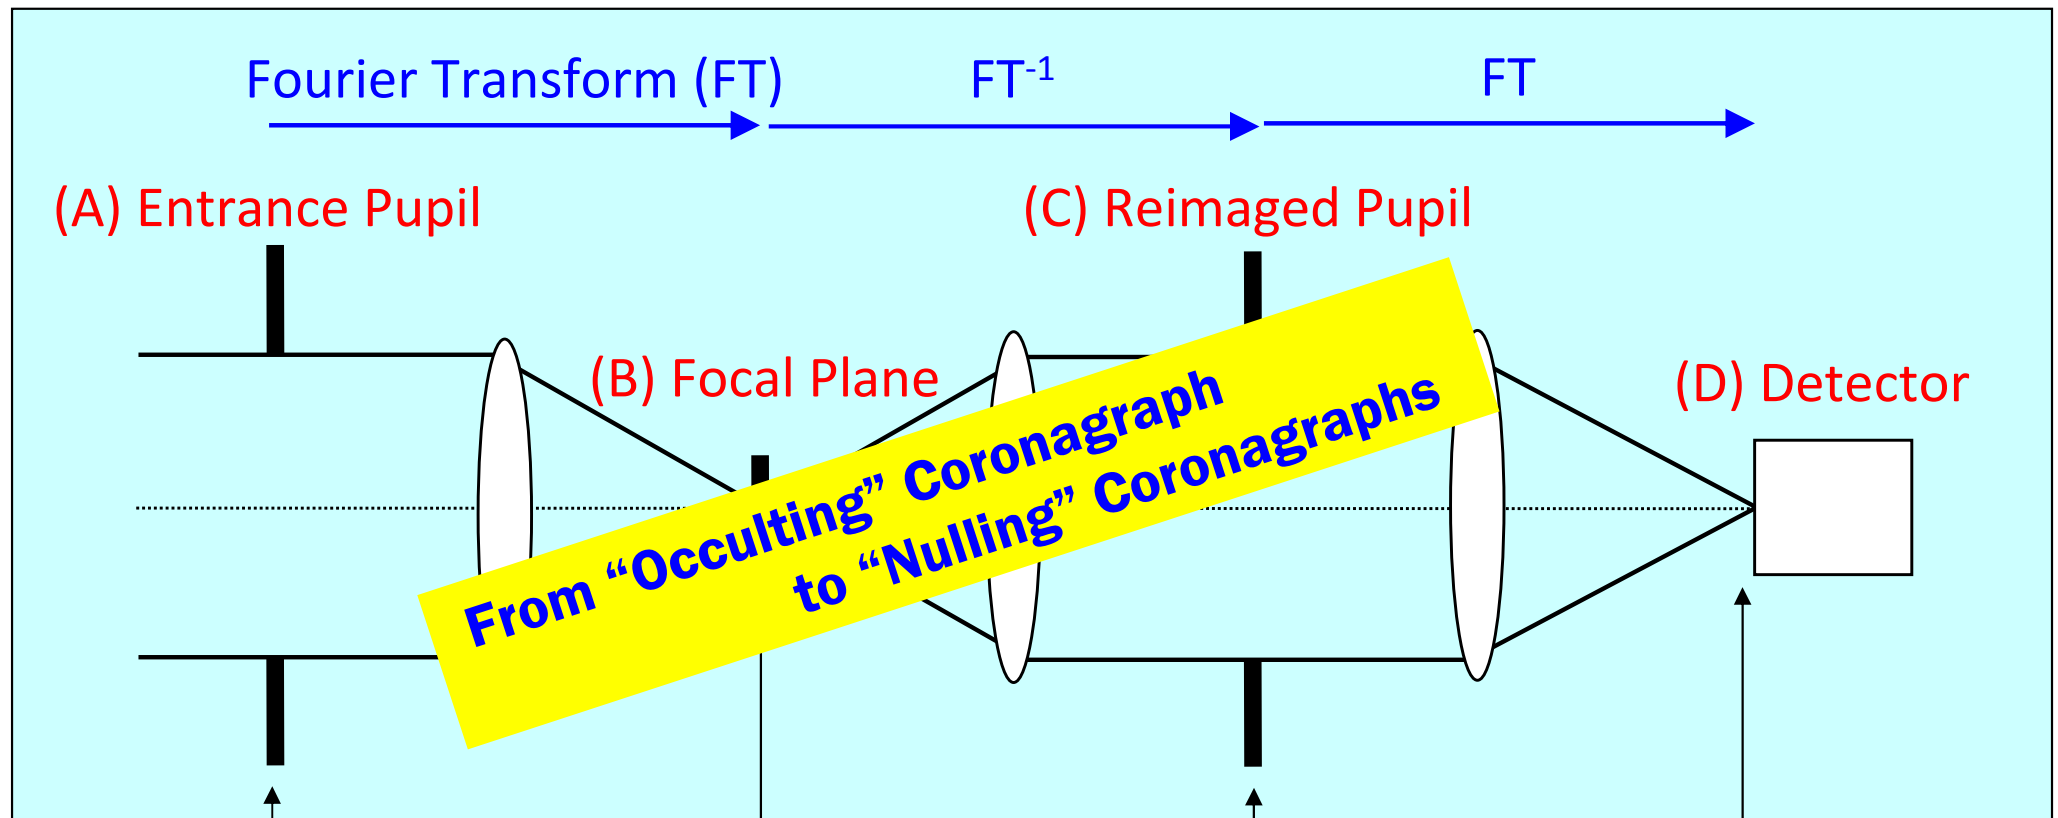 Fourier Transform (FT)
FT-1
FT
(A) Entrance Pupil
(C) Reimaged Pupil
(B) Focal Plane
(D) Detector
From “Occulting” Coronagraph
to “Nulling” Coronagraphs